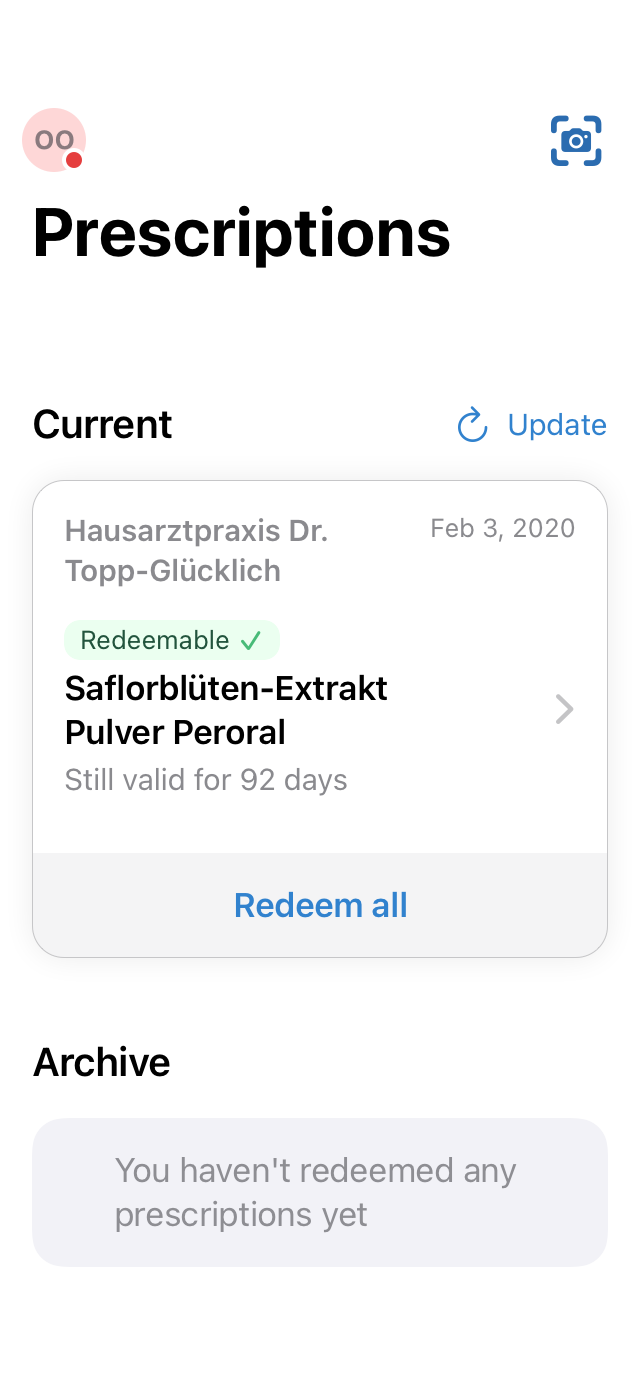 OO
Prescriptions
Current
Update
Hausarztpraxis Dr.
Topp-Glücklich
Feb 3, 2020
Redeemable
Saflorblüten-Extrakt
Pulver Peroral
Still valid for 92 days
Redeem all
Archive
You haven't redeemed any
prescriptions yet